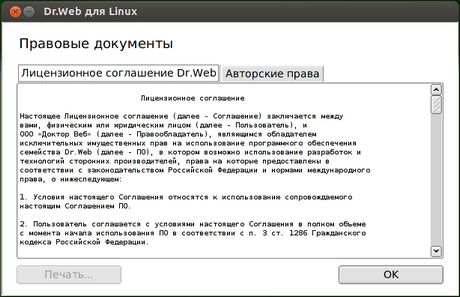 Dr.Web для Linux
Правовые документы
Лицензионное соглашение Dr.Web
Авторские права
Лицензионное соглашение
Настоящее Лицензионное соглашение (далее - Соглашение) заключается между
вами, физическим или юридическим лицом (далее - Пользователь), и
ООО «Доктор Веб» (далее - Правообладатель), являющимся обладателем
исключительных имущественных прав на использование программного обеспечения
семейства Dr.Web (далее - ПО), в котором возможно использование разработок и
технологий сторонних производителей, права на которые предоставлены в
соответствии с законодательством Российской Федерации и нормами международного
права, о нижеследующем:
1. Условия настоящего Соглашения относятся к использованию сопровождаемого
настоящим Соглашением ПО.
2. Пользователь соглашается с условиями настоящего Соглашения в полном объеме
с момента начала использования ПО в соответствии с п. 3 ст. 1286 Гражданского
кодекса Российской Федерации.
Печать...
OK